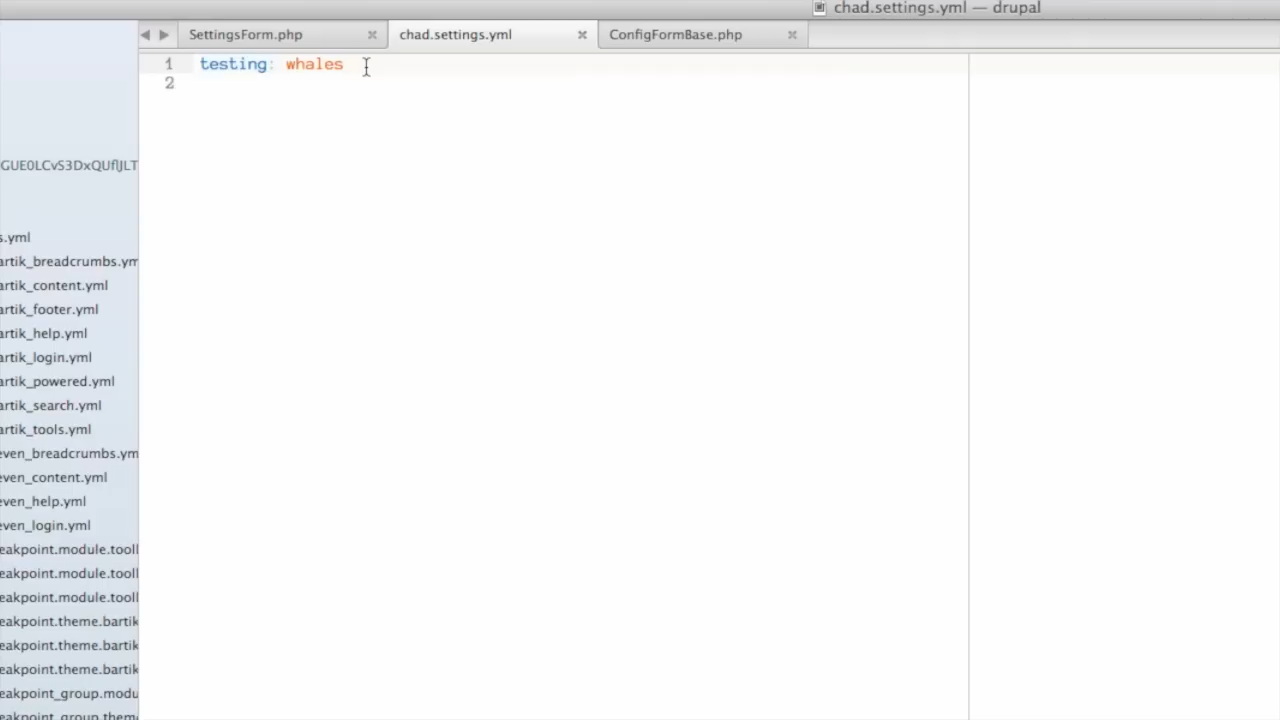 chad.settings.yml — drupal
SettingsForm.php
chad.settings.yml
ConfigFormBase.php
1 testing: whales
2
s.yml
artik_breadcrumbs.ym
artik_content.yml
artik_footer.yml
artik_help.yml
artik_login.yml
artik_powered.yml
artik_search.yml
artik_tools.yml
even_breadcrumbs.ym
even_content.yml
even_help.yml
even_login.yml
eakpoint.module.tooll
eakpoint.module.tooll
eakpoint.module.tooll
eakpoint.theme.bartik
eakpoint.theme.bartik
eakpoint.theme.bartik
eakpoint_group.modu
eakpoint_group.them